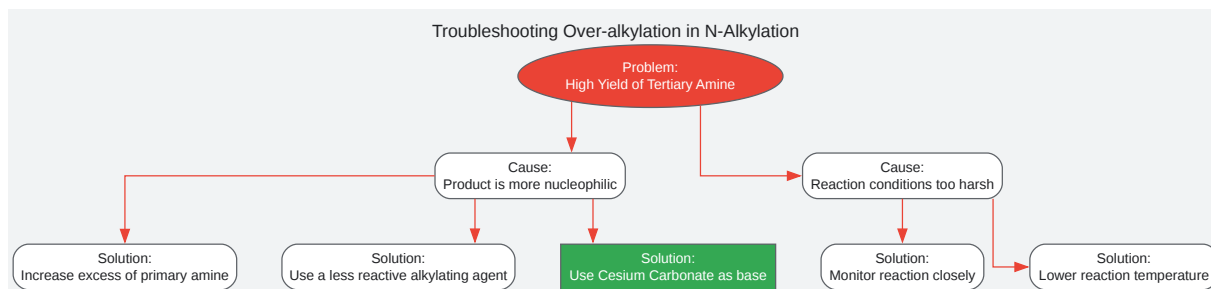 Troubleshooting Over-alkylation in N-Alkylation
Problem:
High Yield of Tertiary Amine
Cause:
Product is more nucleophilic
Cause:
Reaction conditions too harsh
Solution:
Increase excess of primary amine
Solution:
Use a less reactive alkylating agent
Solution:
Use Cesium Carbonate as base
Solution:
Monitor reaction closely
Solution:
Lower reaction temperature